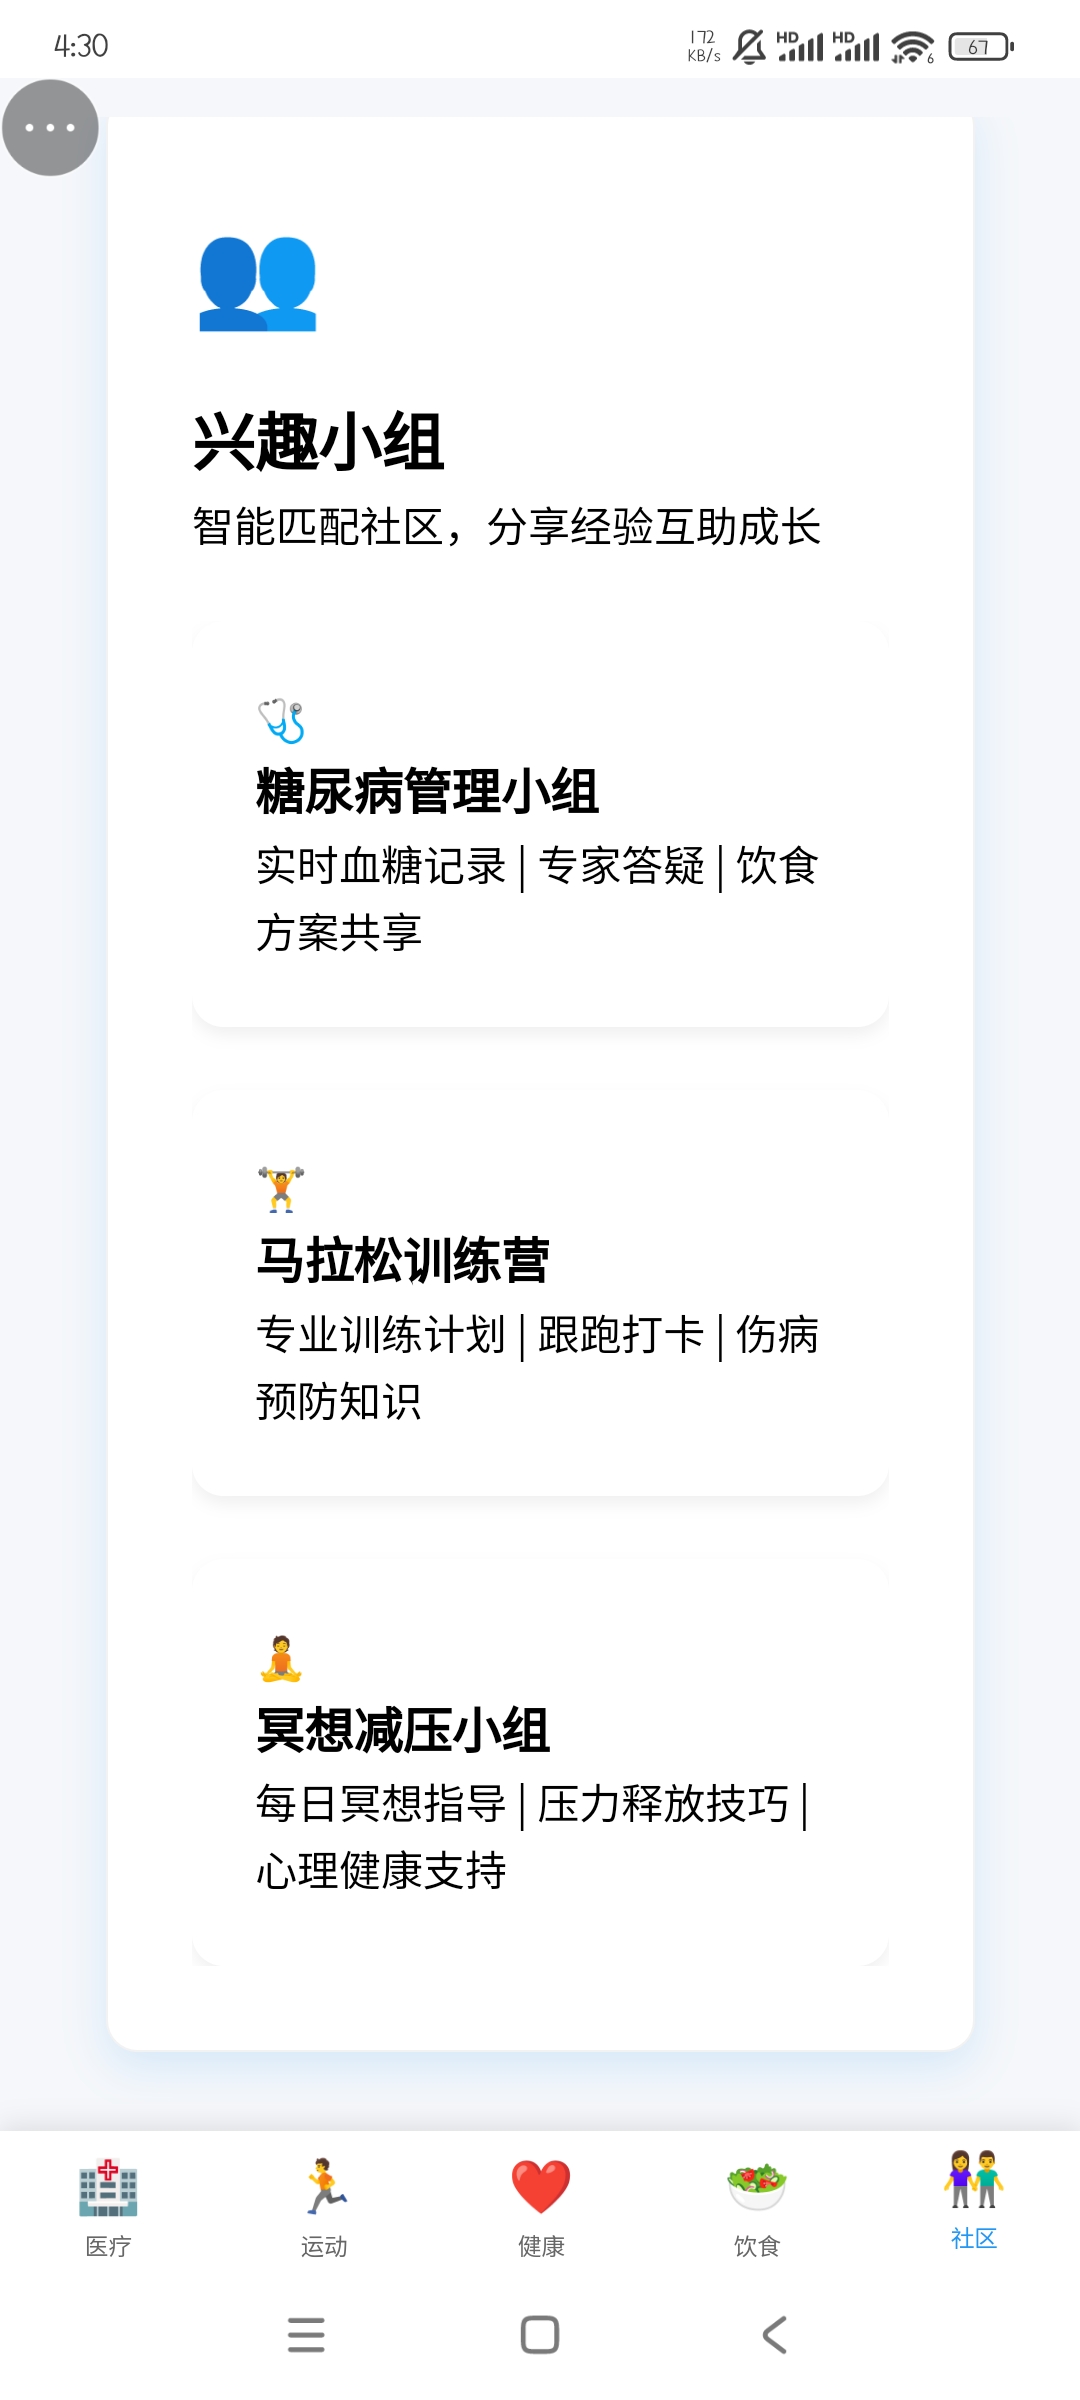 4:30
172
KB/s
HD
HD
6
67
兴趣小组
智能匹配社区，分享经验互助成长
糖尿病管理小组
实时血糖记录 | 专家答疑 | 饮食
方案共享
马拉松训练营
专业训练计划 | 跟跑打卡 | 伤病
预防知识
冥想减压小组
每日冥想指导 | 压力释放技巧 |
心理健康支持
医疗
运动
健康
饮食
社区